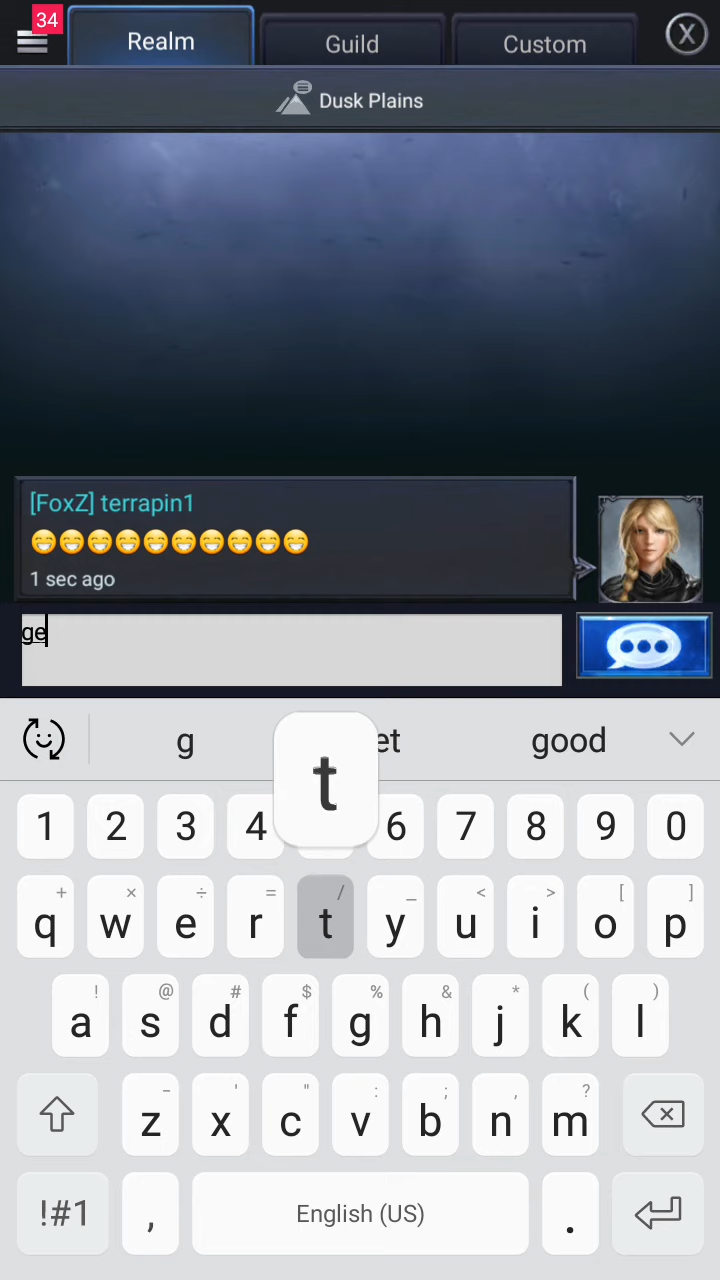 34
Realm
Guild
Custom
X
Dusk Plains
[FoxZ] terrapin1
😁😁😁😁😁😁😁😁😁😁
1 sec ago
ge
g
et
good
t
1 2 3 4 6 7 8 9 0
+ × ÷ = / _ < > [ ]
q w e r t y u i o p
! @ # $ % & * ( )
a s d f g h j k l
- ' " : ; , ?
z x c v b n m
!#1 , English (US) .